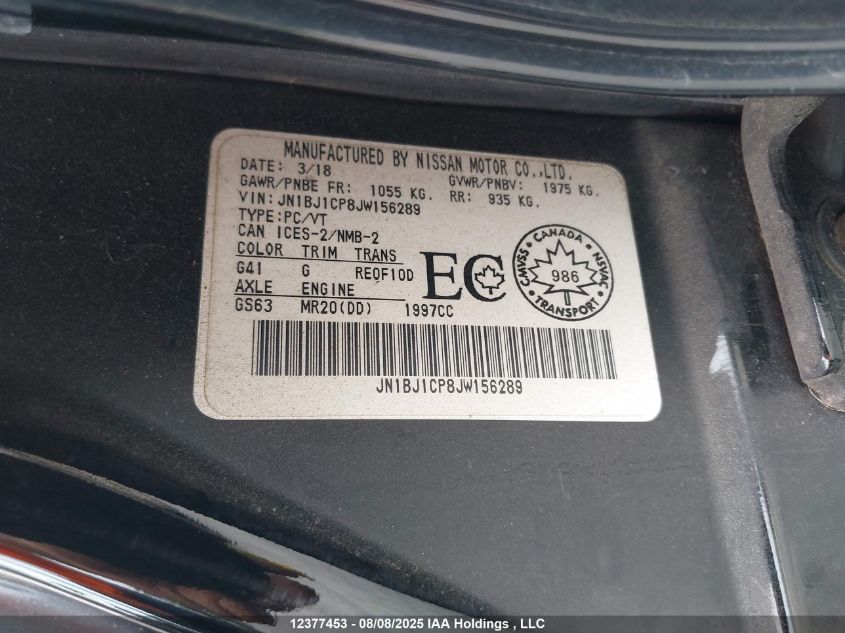 MANUFACTURED BY NISSAN MOTOR CO.,LTD.
DATE: 3/18
GAWR/PNBE FR: 1055 KG. GVWR/PNBV: 1975 KG.
VIN: JN1BJ1CP8JW156289 RR: 935 KG.
TYPE:PC/VT
CAN ICES-2/NMB-2
COLOR TRIM TRANS
G41 G RE0F10D
AXLE ENGINE
GS63 MR20(DD) 1997CC
EC
CANADA
CMVSS 986 NSVAC
TRANSPORT
JN1BJ1CP8JW156289
12377453 - 08/08/2025 IAA Holdings , LLC